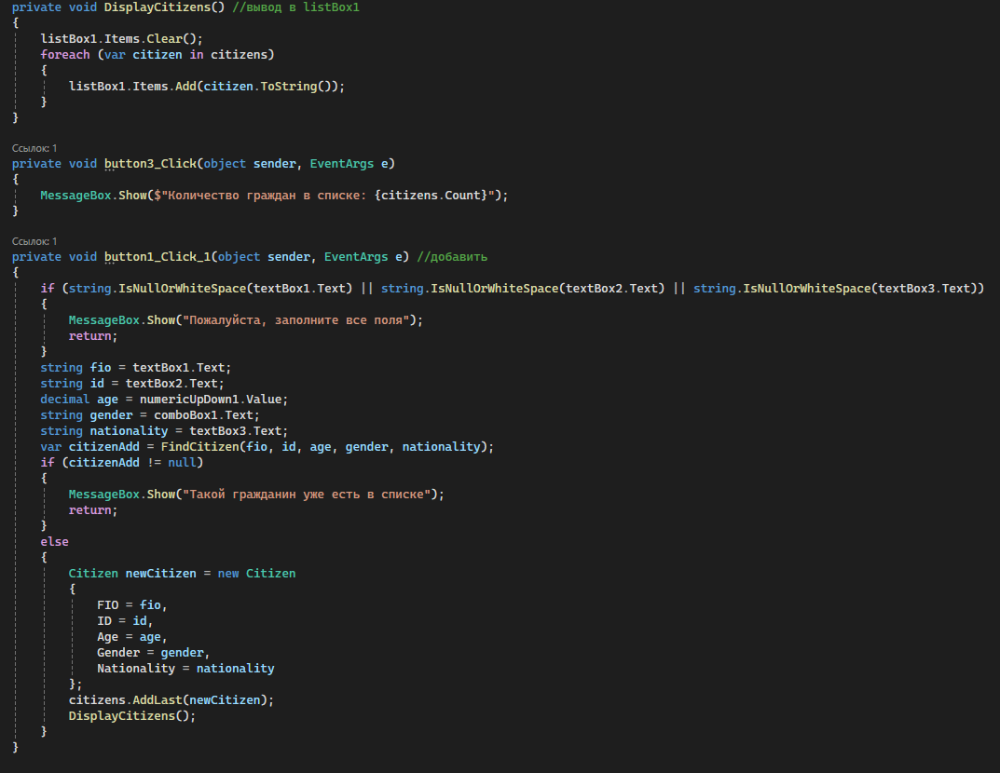 private void DisplayCitizens() //вывод в listBox1
{
listBox1.Items.Clear();
foreach (var citizen in citizens)
{
listBox1.Items.Add(citizen.ToString());
}
}
Ссылок: 1
private void button3_Click(object sender, EventArgs e)
{
MessageBox.Show($"Количество граждан в списке: {citizens.Count}");
}
Ссылок: 1
private void button1_Click_1(object sender, EventArgs e) //добавить
{
if (string.IsNullOrWhiteSpace(textBox1.Text) || string.IsNullOrWhiteSpace(textBox2.Text) || string.IsNullOrWhiteSpace(textBox3.Text))
{
MessageBox.Show("Пожалуйста, заполните все поля");
return;
}
string fio = textBox1.Text;
string id = textBox2.Text;
decimal age = numericUpDown1.Value;
string gender = comboBox1.Text;
string nationality = textBox3.Text;
var citizenAdd = FindCitizen(fio, id, age, gender, nationality);
if (citizenAdd != null)
{
MessageBox.Show("Такой гражданин уже есть в списке");
return;
}
else
{
Citizen newCitizen = new Citizen
{
FIO = fio,
ID = id,
Age = age,
Gender = gender,
Nationality = nationality
};
citizens.AddLast(newCitizen);
DisplayCitizens();
}
}